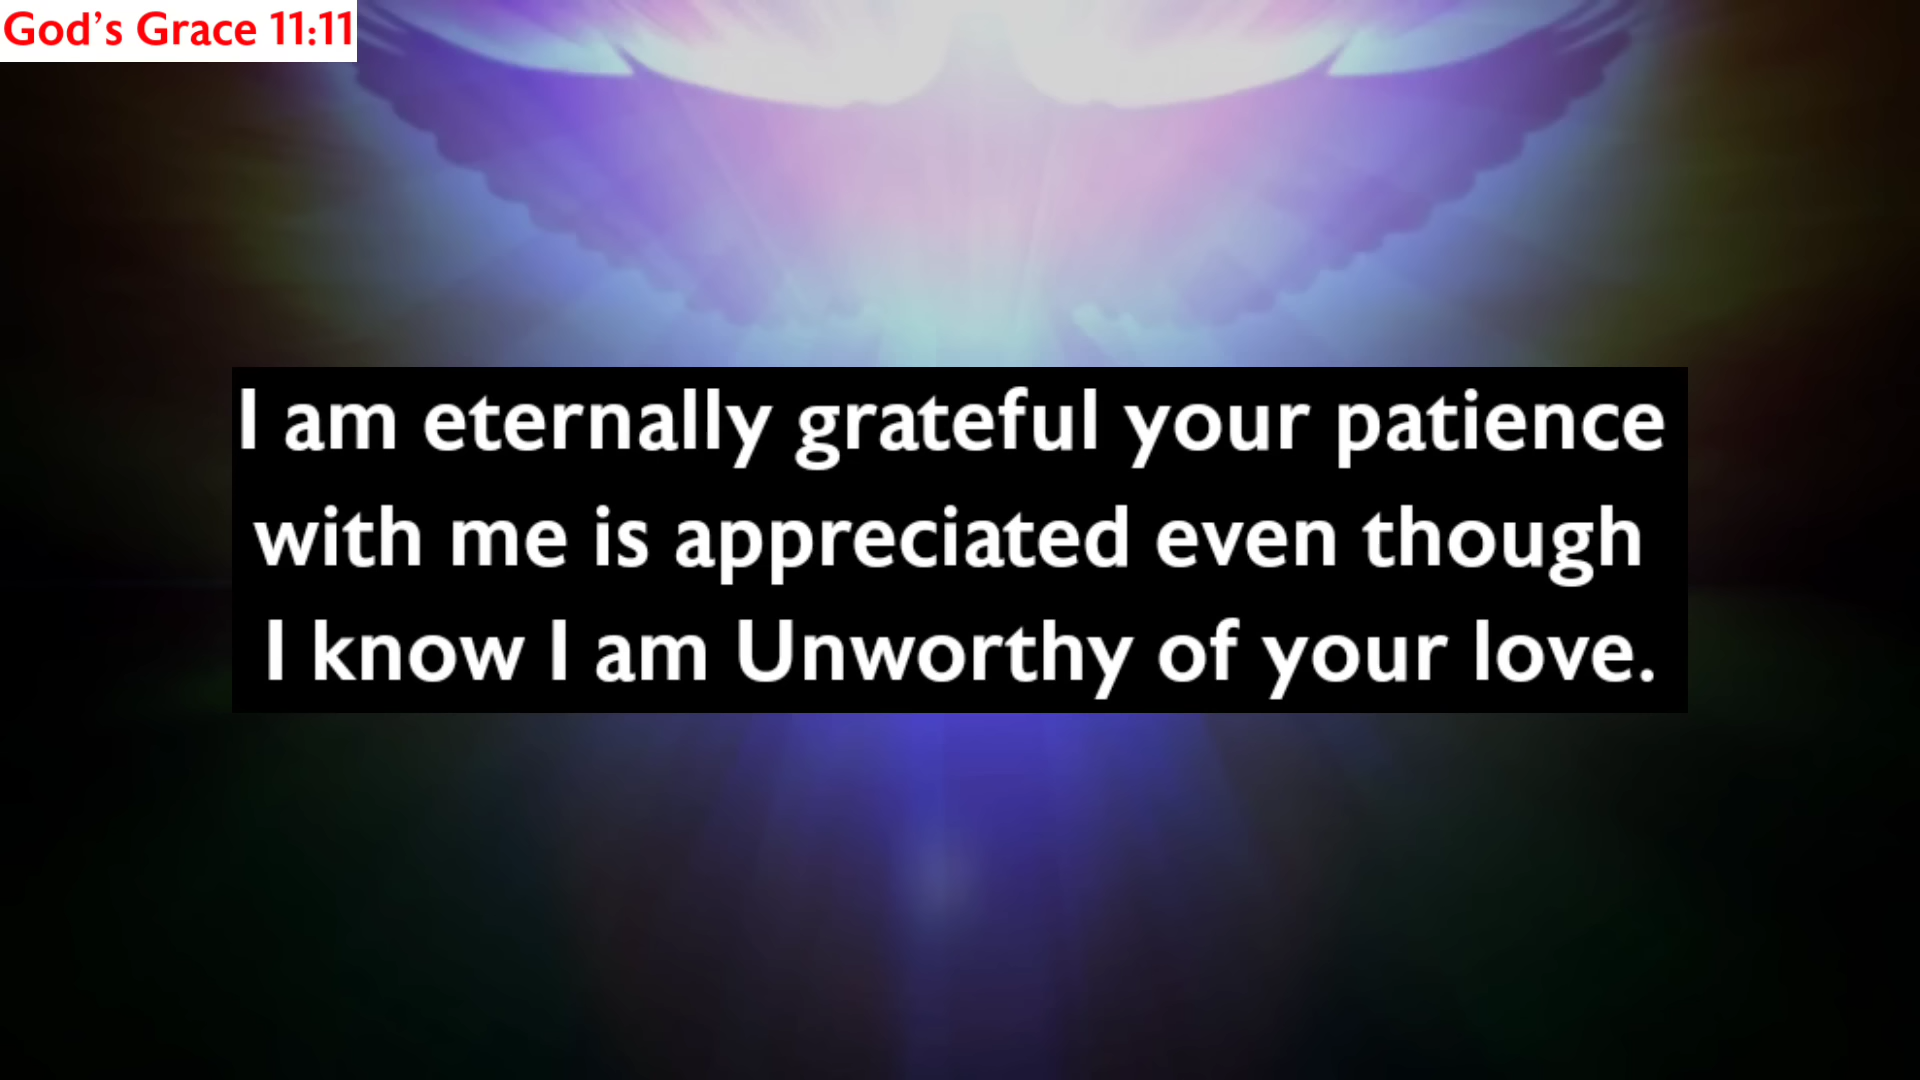 God's Grace 11:11
I am eternally grateful your patience
with me is appreciated even though
I know I am Unworthy of your love.